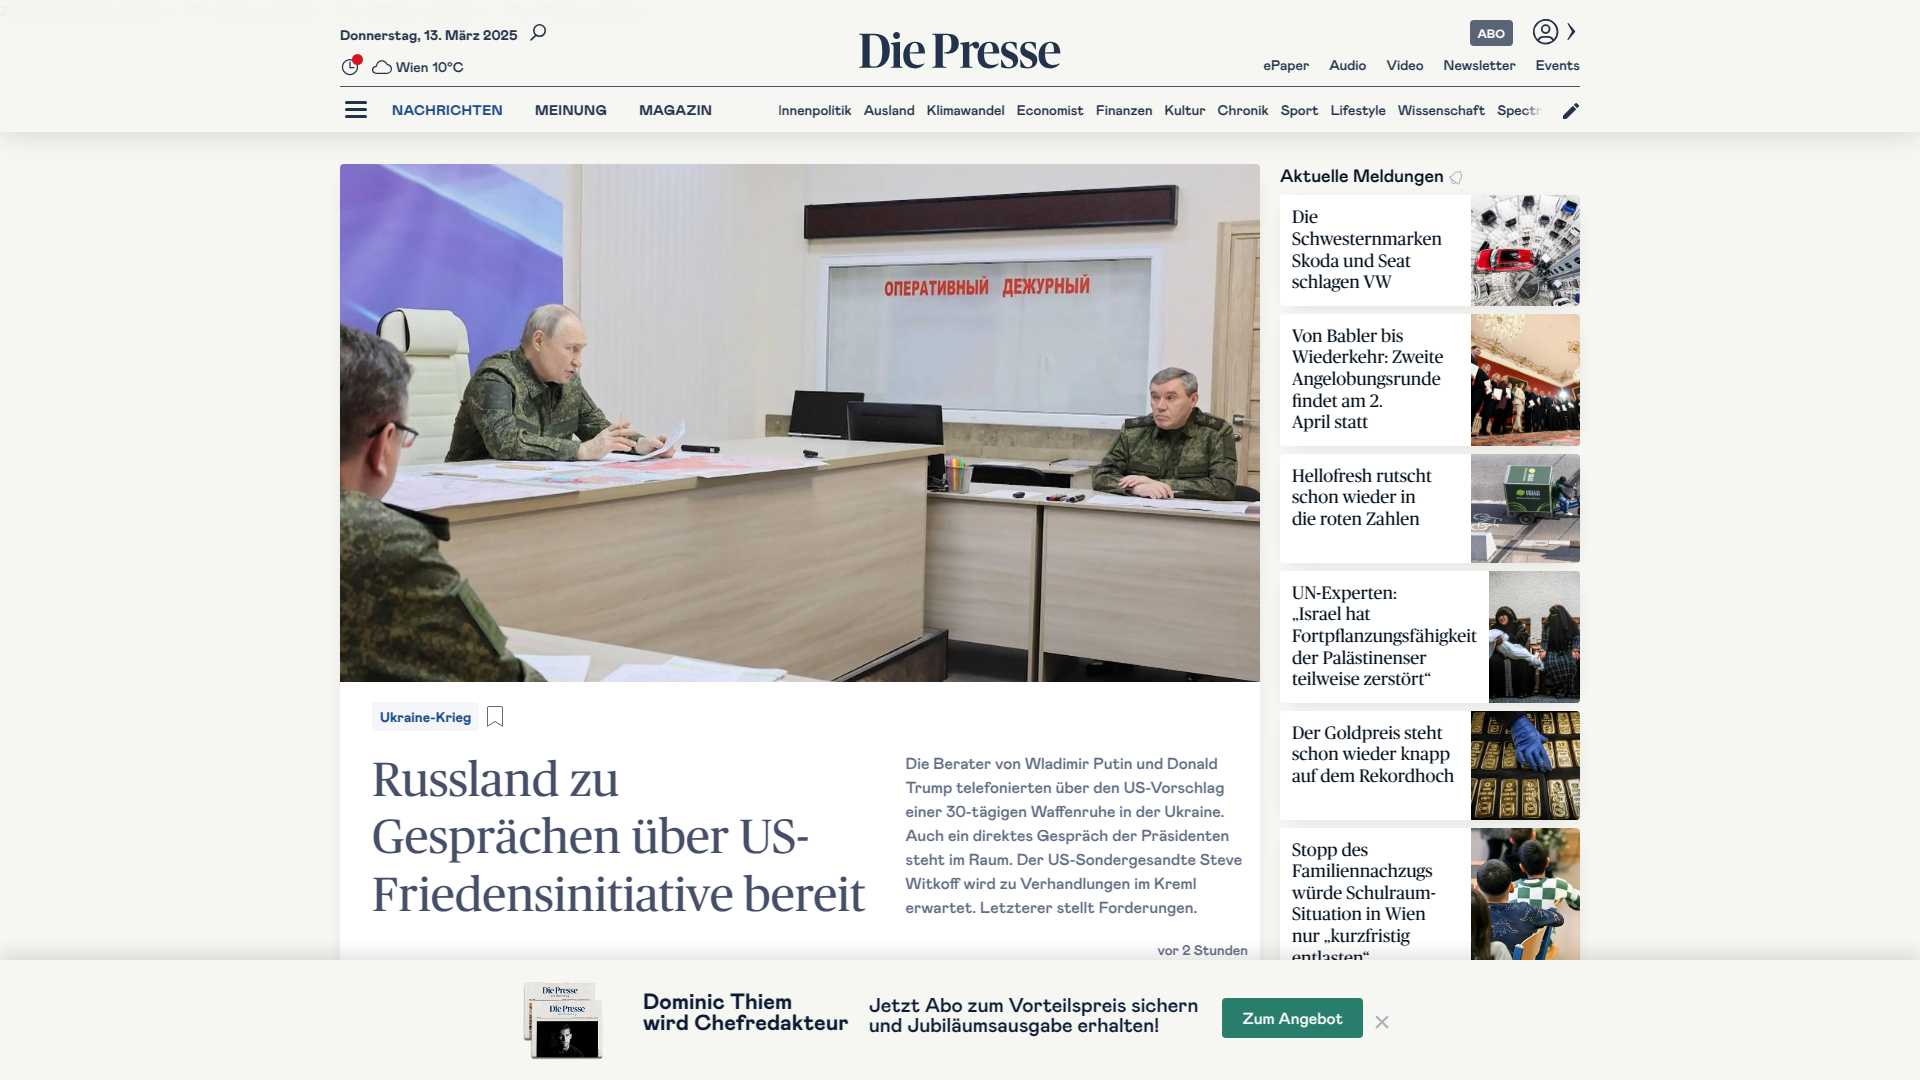 Donnerstag, 13. März 2025
Wien 10°C
Die Presse
ABO
ePaper Audio Video Newsletter Events
NACHRICHTEN MEINUNG MAGAZIN
Innenpolitik Ausland Klimawandel Economist Finanzen Kultur Chronik Sport Lifestyle Wissenschaft Spectr
ОПЕРАТИВНЫЙ ДЕЖУРНЫЙ
Ukraine-Krieg
Russland zu
Gesprächen über US-
Friedensinitiative bereit
Die Berater von Wladimir Putin und Donald
Trump telefonierten über den US-Vorschlag
einer 30-tägigen Waffenruhe in der Ukraine.
Auch ein direktes Gespräch der Präsidenten
steht im Raum. Der US-Sondergesandte Steve
Witkoff wird zu Verhandlungen im Kreml
erwartet. Letzterer stellt Forderungen.
vor 2 Stunden
Aktuelle Meldungen
Die
Schwesternmarken
Skoda und Seat
schlagen VW
Von Babler bis
Wiederkehr: Zweite
Angelobungsrunde
findet am 2.
April statt
Hellofresh rutscht
schon wieder in
die roten Zahlen
UN-Experten:
„Israel hat
Fortpflanzungsfähigkeit
der Palästinenser
teilweise zerstört“
Der Goldpreis steht
schon wieder knapp
auf dem Rekordhoch
Stopp des
Familiennachzugs
würde Schulraum-
Situation in Wien
nur „kurzfristig
entlasten“
Die Presse
Die Presse
Dominic Thiem
wird Chefredakteur
Jetzt Abo zum Vorteilspreis sichern
und Jubiläumsausgabe erhalten!
Zum Angebot